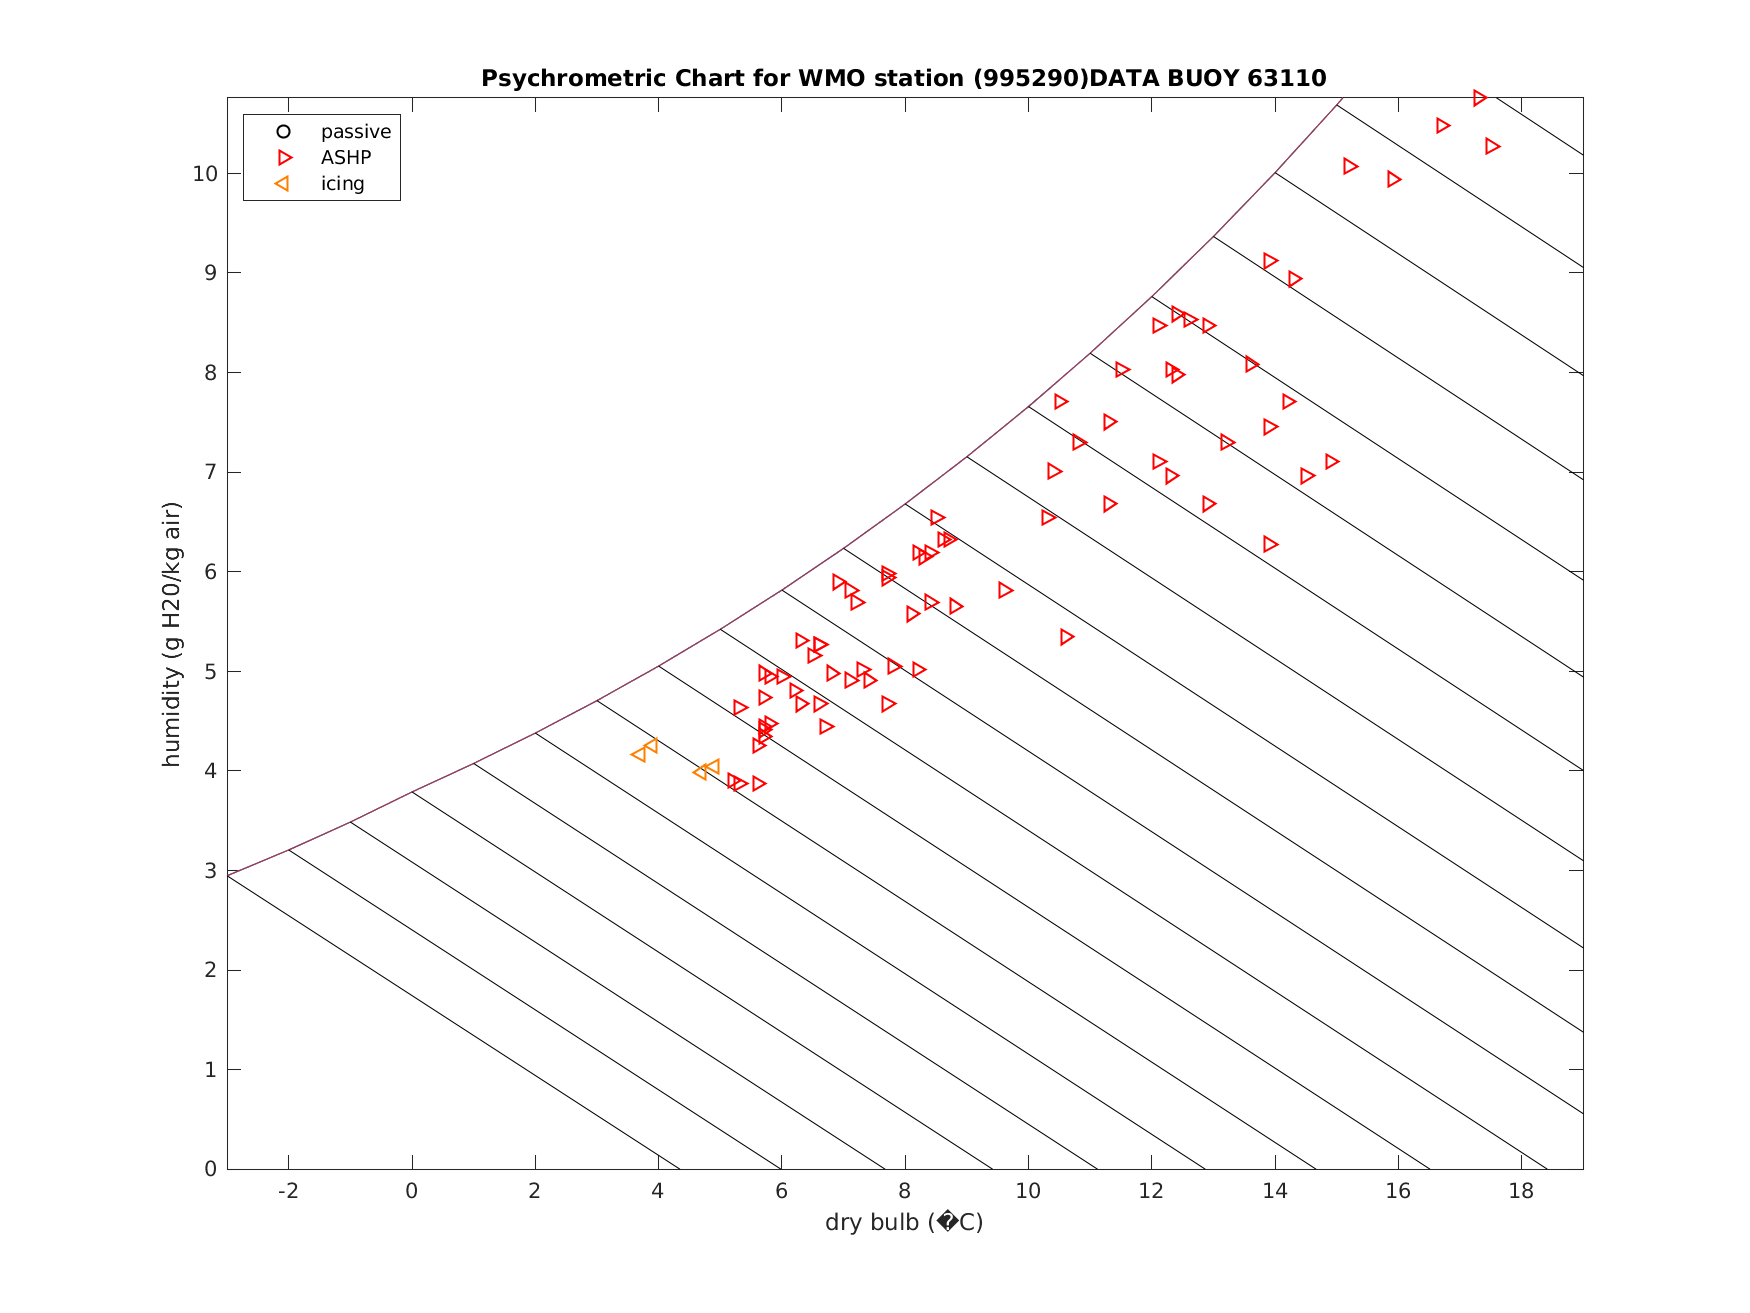 Psychrometric Chart for WMO station (995290)DATA BUOY 63110
passive
ASHP
icing
10
9
8
7
6
5
4
3
2
1
0
humidity (g H20/kg air)
-2 0 2 4 6 8 10 12 14 16 18
dry bulb (�C)